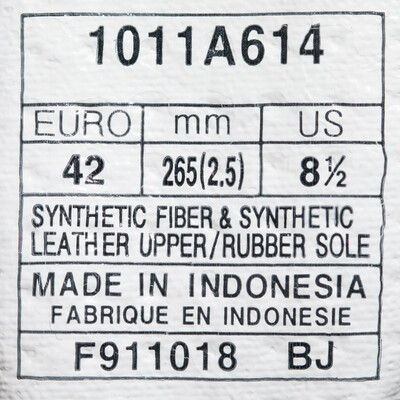 1011A614
EURO mm US
42 265(2.5) 8½
SYNTHETIC FIBER & SYNTHETIC
LEATHER UPPER/RUBBER SOLE
MADE IN INDONESIA
FABRIQUE EN INDONESIE
F911018 BJ